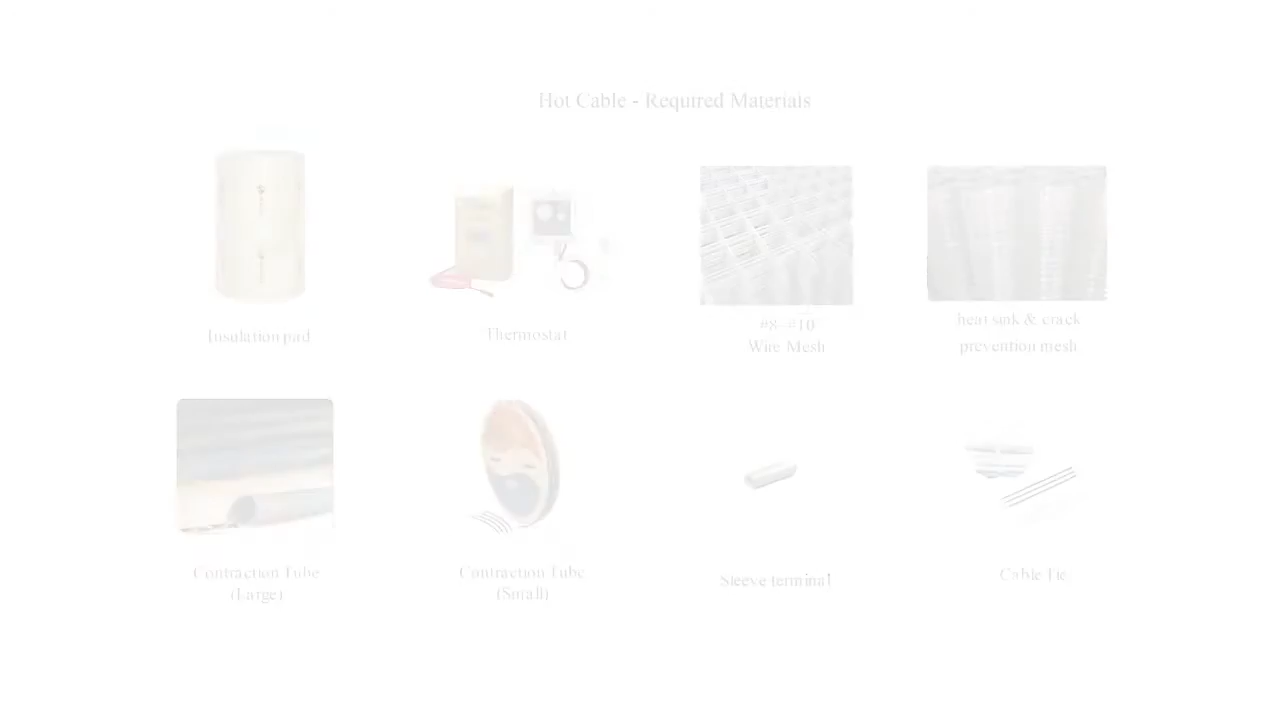 Hot Cable - Required Materials
Insulation pad
Thermostat
#8~#10
Wire Mesh
heat sink & crack
prevention mesh
Contraction Tube
(Large)
Contraction Tube
(Small)
Sleeve terminal
Cable Tie